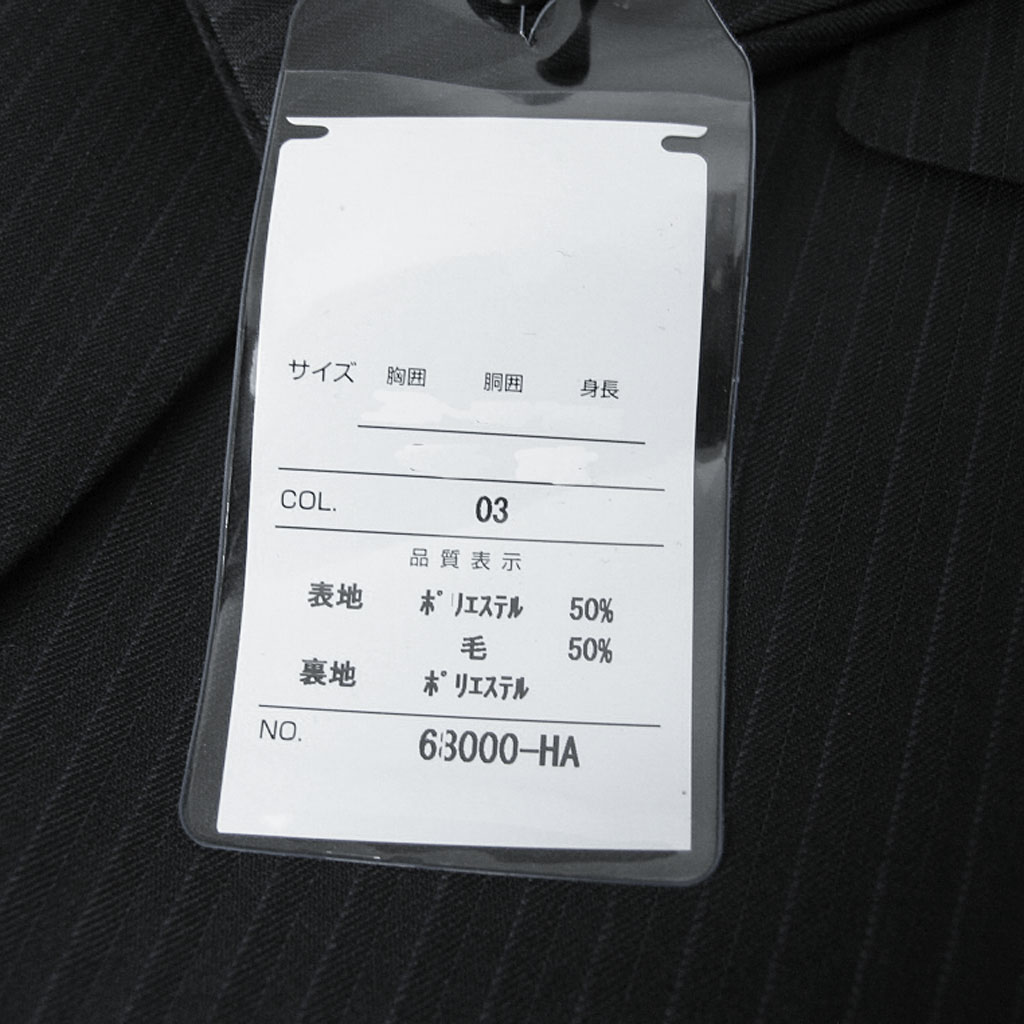 サイズ 胸囲 胴囲 身長
COL. 03
品質表示
表地 ポリエステル 50%
毛 50%
裏地 ポリエステル
NO. 68000-HA